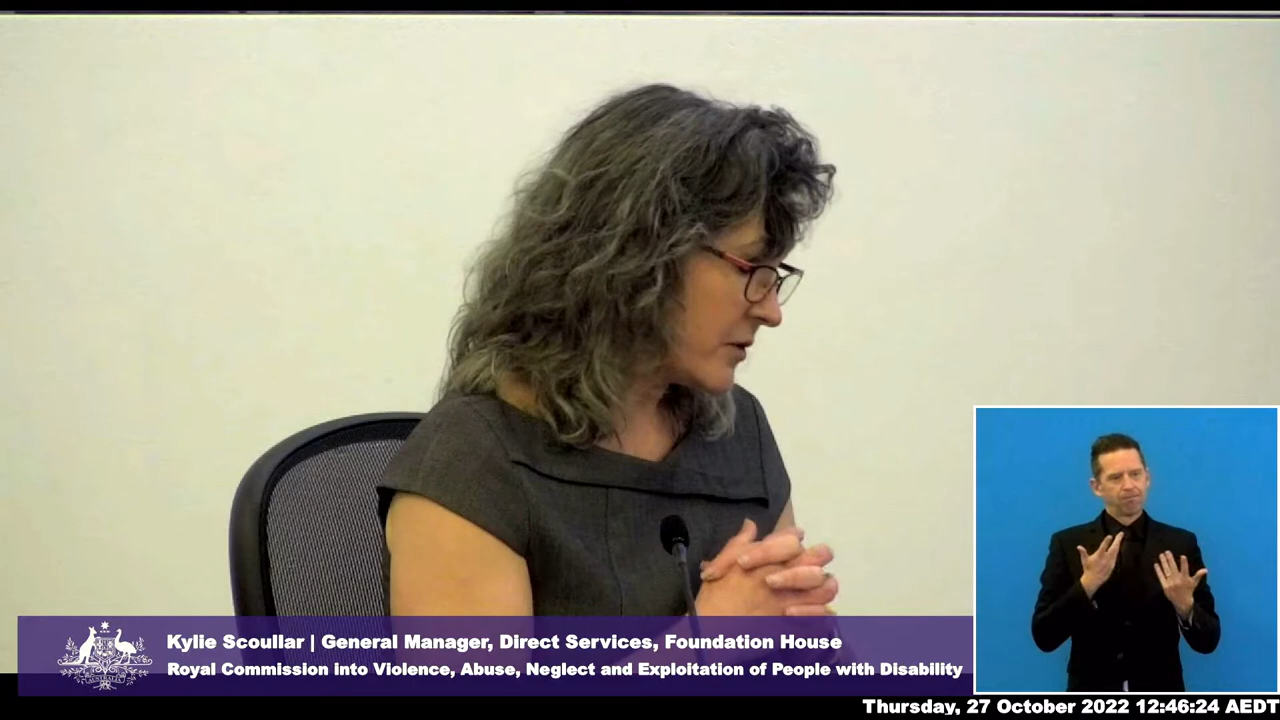 Kylie Scoullar | General Manager, Direct Services, Foundation House
Royal Commission into Violence, Abuse, Neglect and Exploitation of People with Disability
AUSTRALIA
Thursday, 27 October 2022 12:46:24 AEDT